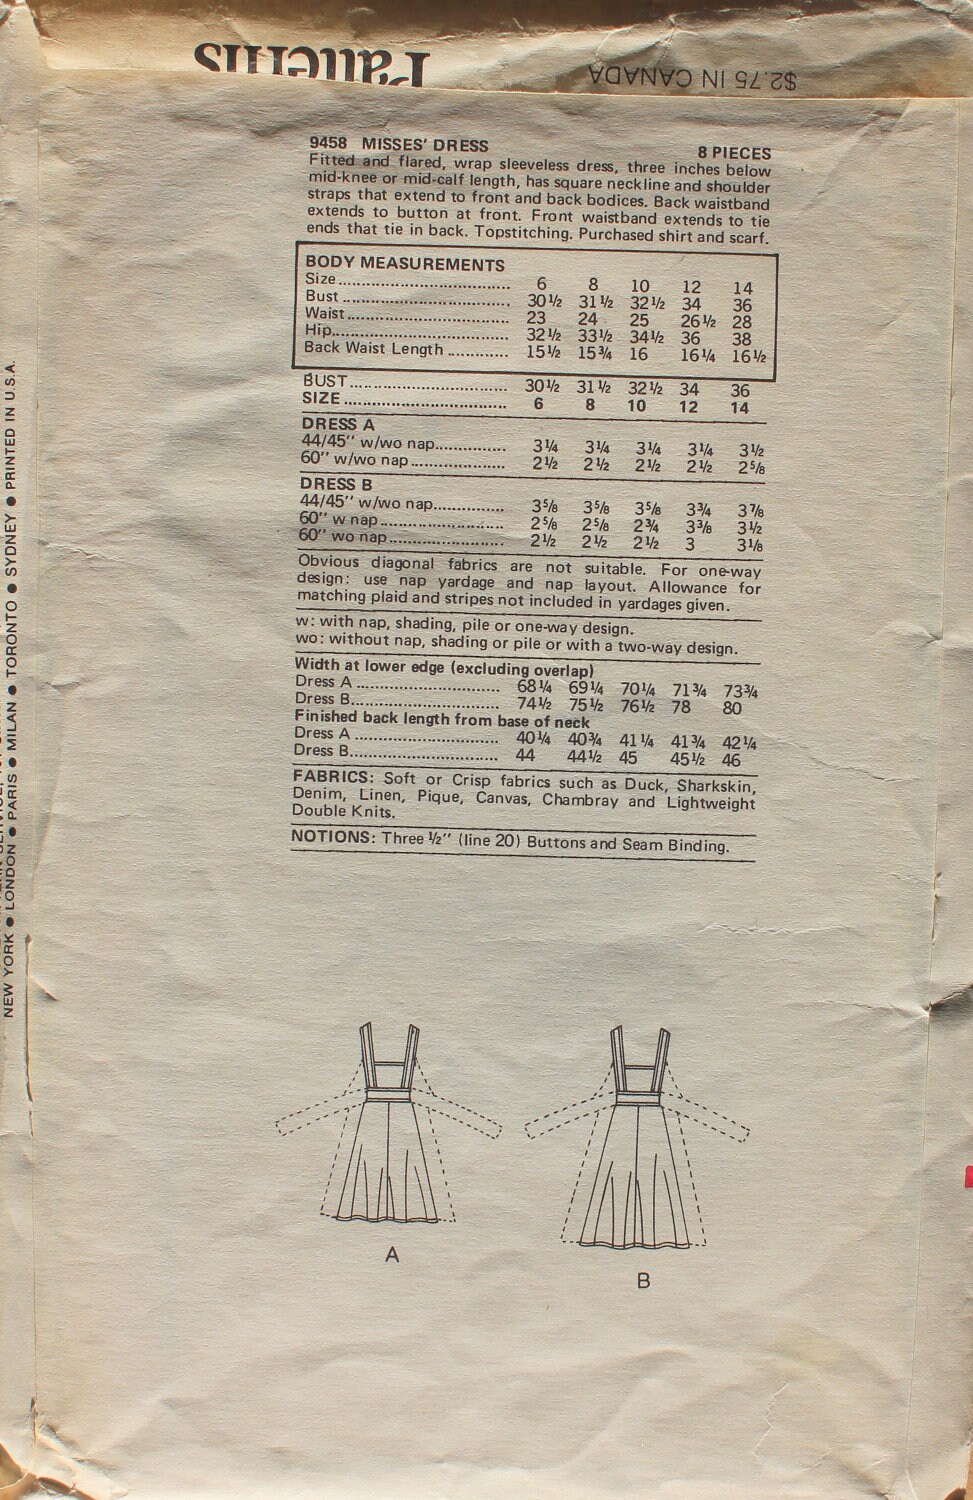 Patterns
$2.75 IN CANADA
9458 MISSES' DRESS 8 PIECES
Fitted and flared, wrap sleeveless dress, three inches below
mid-knee or mid-calf length, has square neckline and shoulder
straps that extend to front and back bodices. Back waistband
extends to button at front. Front waistband extends to tie
ends that tie in back. Topstitching. Purchased shirt and scarf.
BODY MEASUREMENTS
Size 6 8 10 12 14
Bust 30½ 31½ 32½ 34 36
Waist 23 24 25 26½ 28
Hip 32½ 33½ 34½ 36 38
Back Waist Length 15½ 15¾ 16 16¼ 16½
BUST 30½ 31½ 32½ 34 36
SIZE 6 8 10 12 14
DRESS A
44/45" w/wo nap 3¼ 3¼ 3¼ 3¼ 3½
60" w/wo nap 2½ 2½ 2½ 2½ 2⅝
DRESS B
44/45" w/wo nap 3⅝ 3⅝ 3⅝ 3¾ 3⅞
60" w nap 2⅝ 2⅝ 2¾ 3⅜ 3½
60" wo nap 2½ 2½ 2½ 3 3⅛
Obvious diagonal fabrics are not suitable. For one-way
design: use nap yardage and nap layout. Allowance for
matching plaid and stripes not included in yardages given.
w: with nap, shading, pile or one-way design.
wo: without nap, shading or pile or with a two-way design.
Width at lower edge (excluding overlap)
Dress A 68¼ 69¼ 70¼ 71¾ 73¾
Dress B 74½ 75½ 76½ 78 80
Finished back length from base of neck
Dress A 40¼ 40¾ 41¼ 41¾ 42¼
Dress B 44 44½ 45 45½ 46
FABRICS: Soft or Crisp fabrics such as Duck, Sharkskin,
Denim, Linen, Pique, Canvas, Chambray and Lightweight
Double Knits.
NOTIONS: Three ½" (line 20) Buttons and Seam Binding.
A
B
NEW YORK ● LONDON ● PARIS ● MILAN ● TORONTO ● SYDNEY ● PRINTED IN U.S.A.